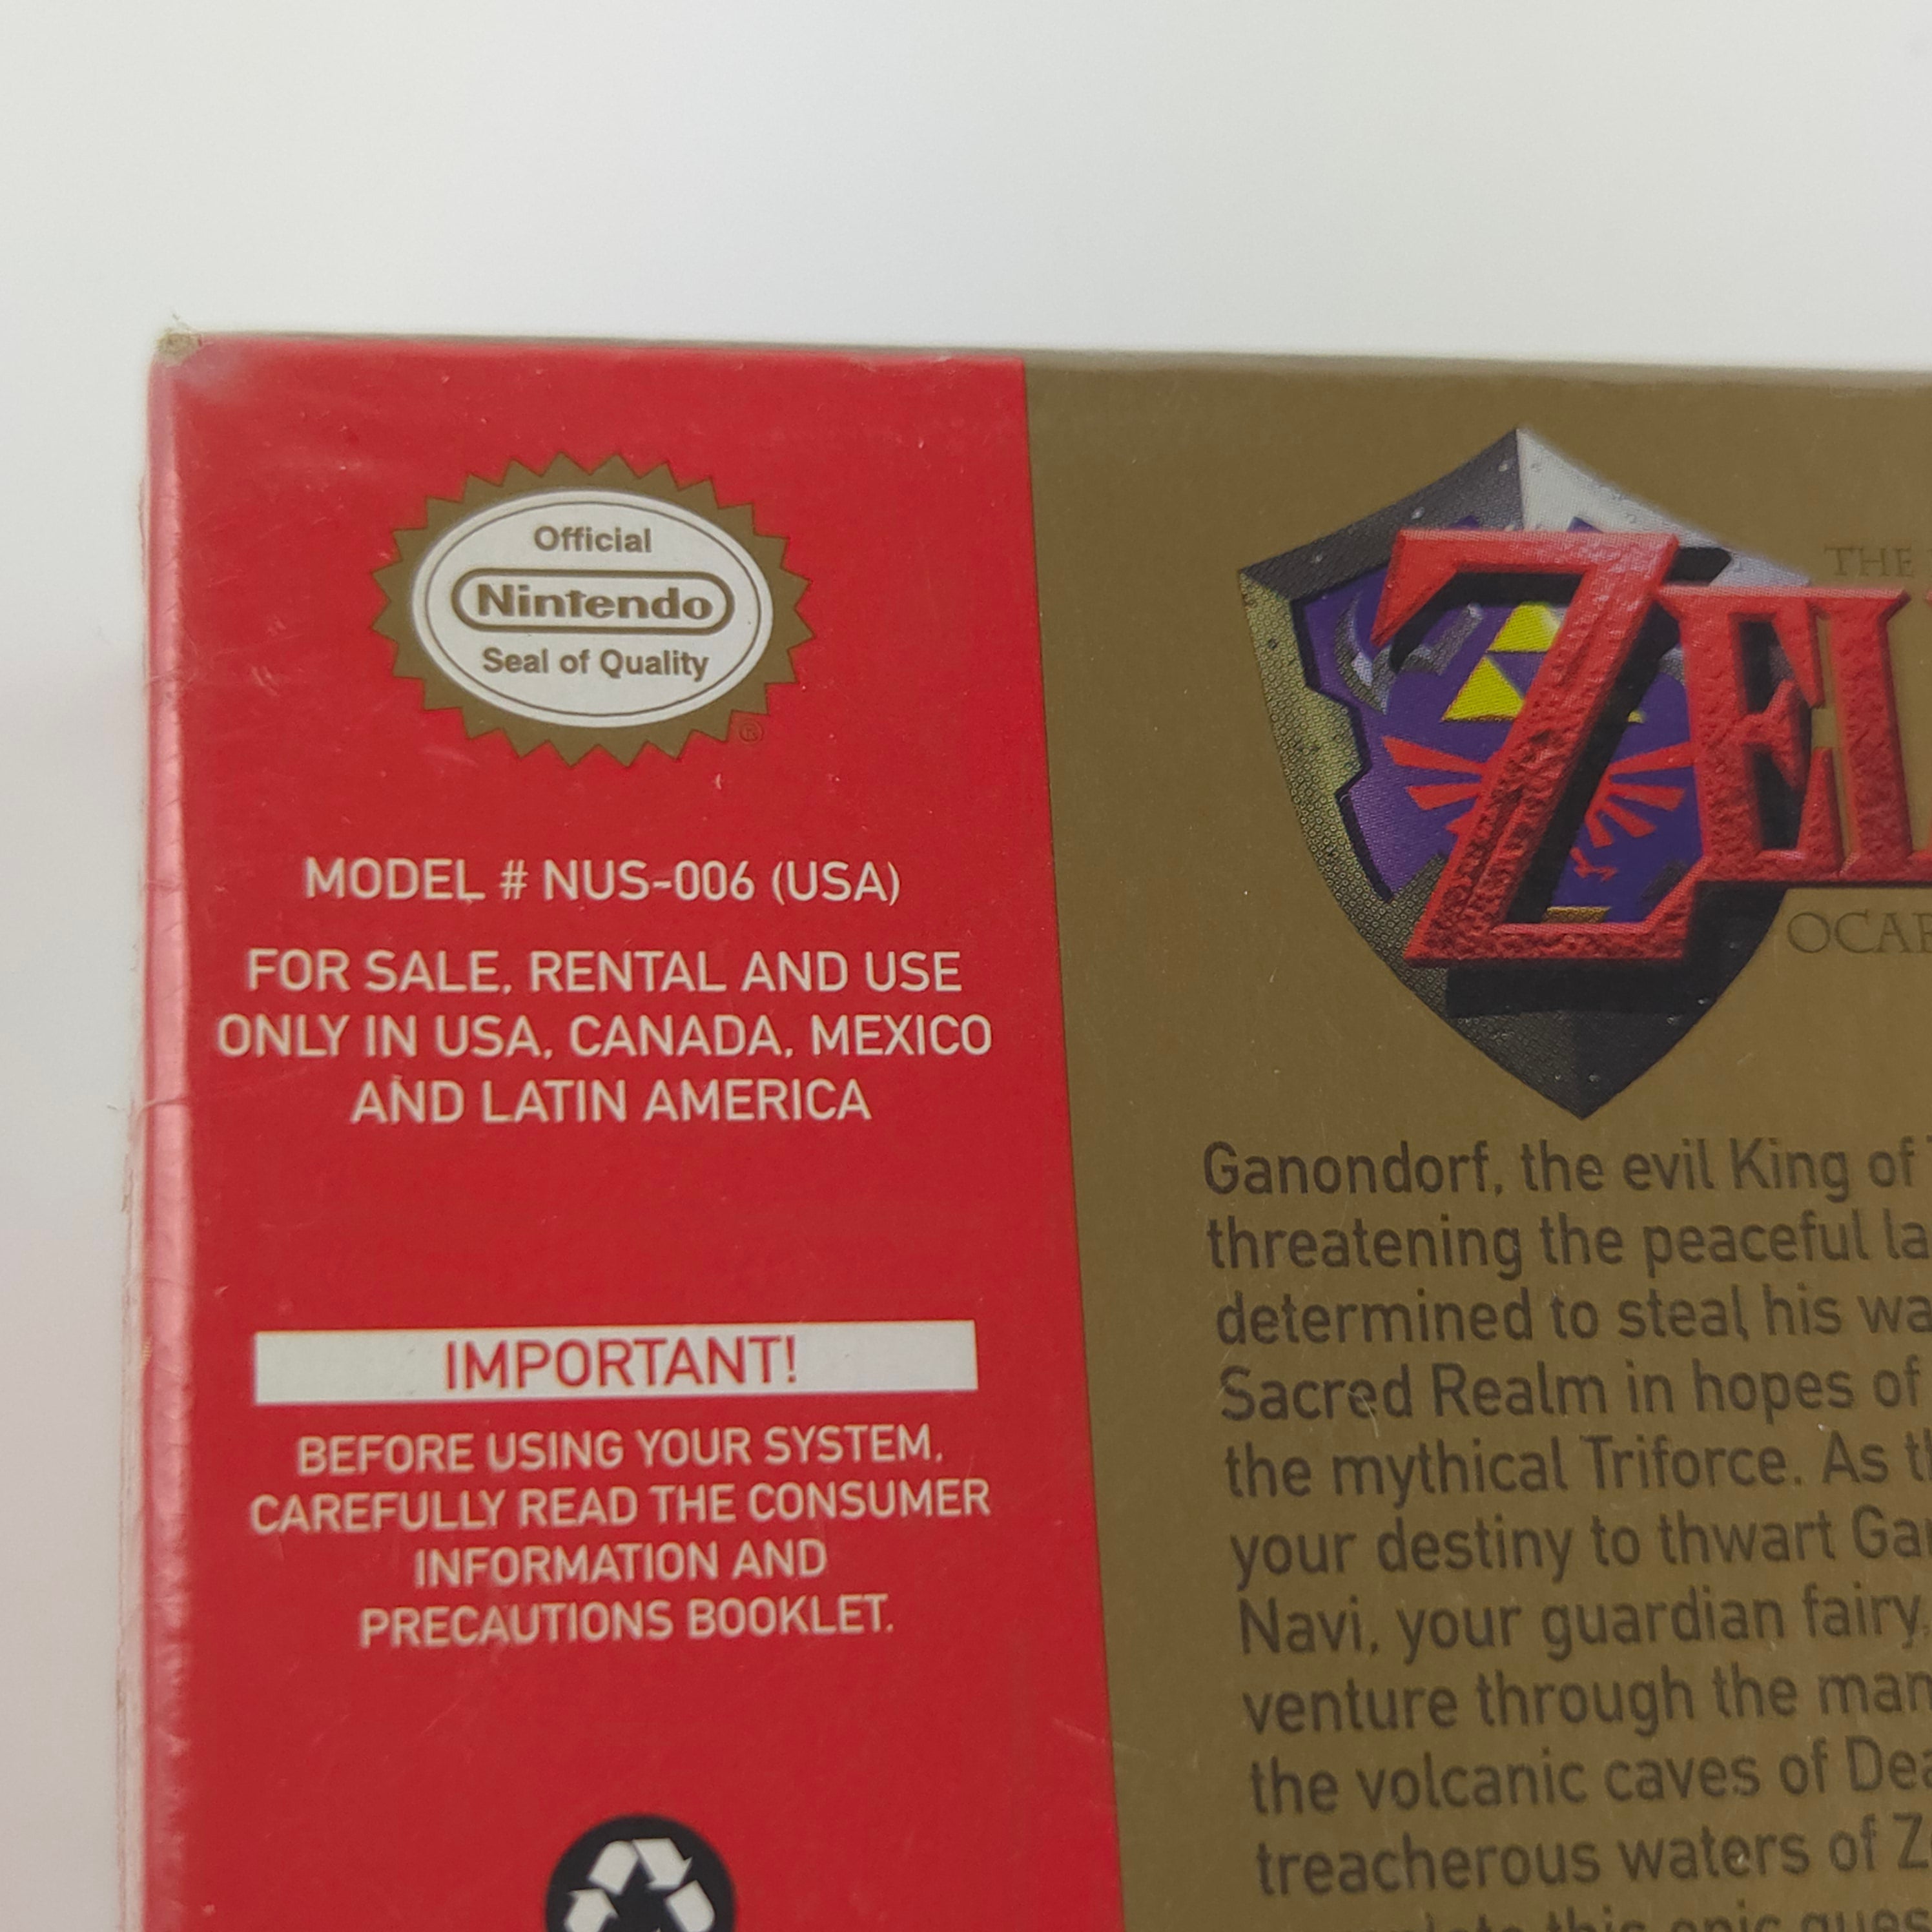 Official
Nintendo
Seal of Quality
®
MODEL # NUS-006 (USA)
FOR SALE, RENTAL AND USE
ONLY IN USA, CANADA, MEXICO
AND LATIN AMERICA
IMPORTANT!
BEFORE USING YOUR SYSTEM,
CAREFULLY READ THE CONSUMER
INFORMATION AND
PRECAUTIONS BOOKLET.
THE
Ganondorf, the evil King of
threatening the peaceful
determined to steal his
Sacred Realm in hopes of
the mythical Triforce. As
your destiny to thwart
Navi, your guardian fairy,
venture through the
the volcanic caves of
treacherous waters of
this epic